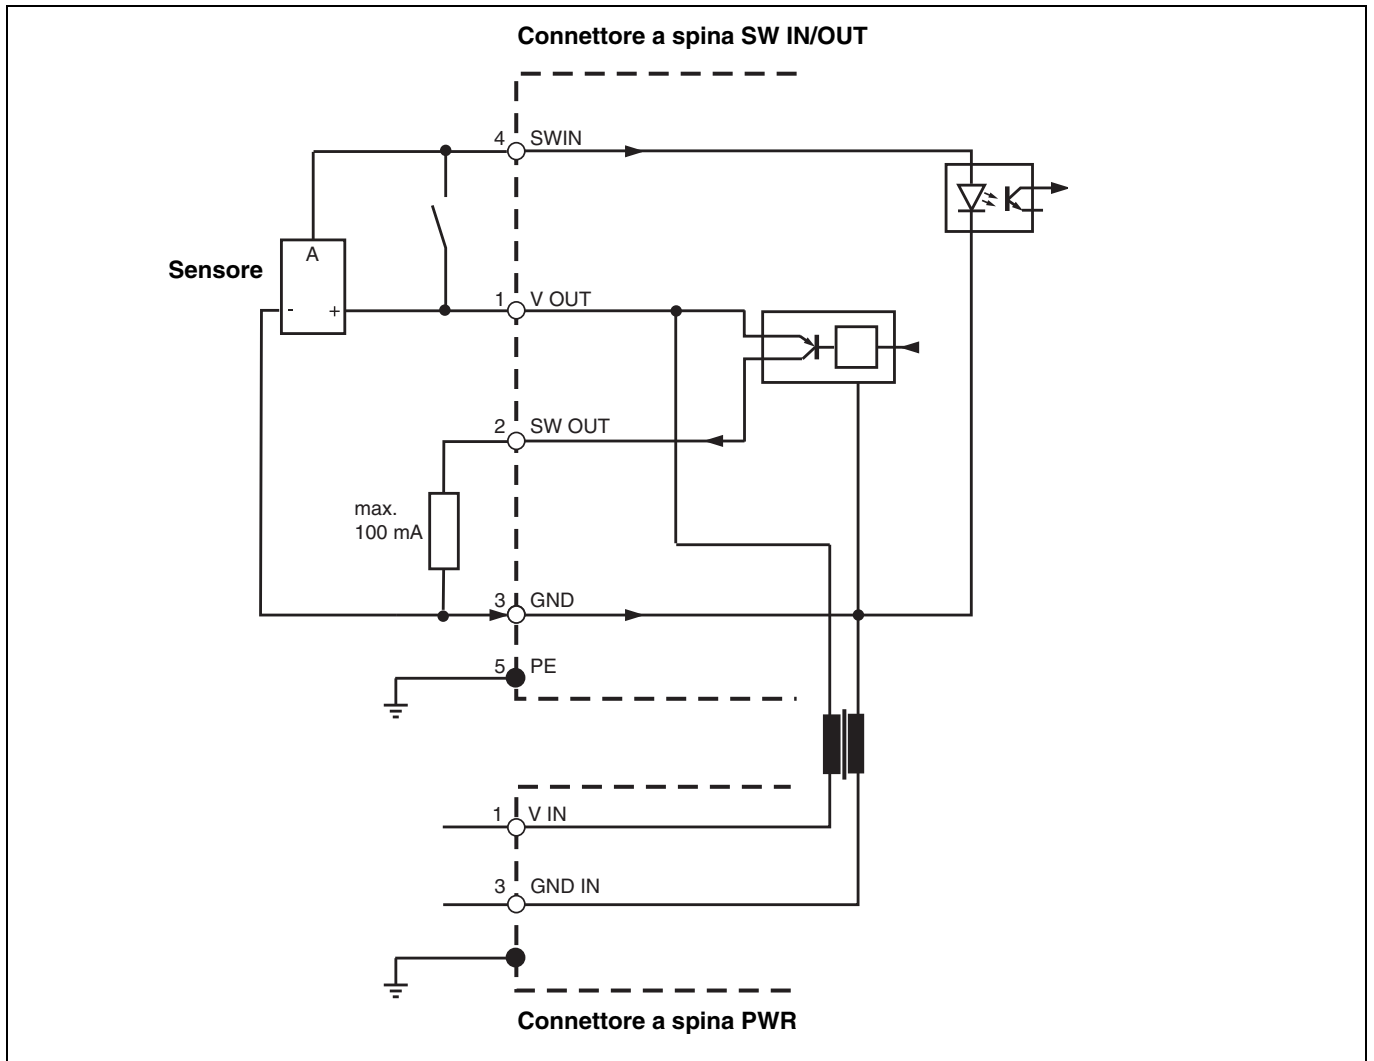 Connettore a spina SW IN/OUT
4 SWIN
A
Sensore
- +
1 V OUT
2 SW OUT
max.
100 mA
3 GND
5 PE
1 V IN
3 GND IN
Connettore a spina PWR